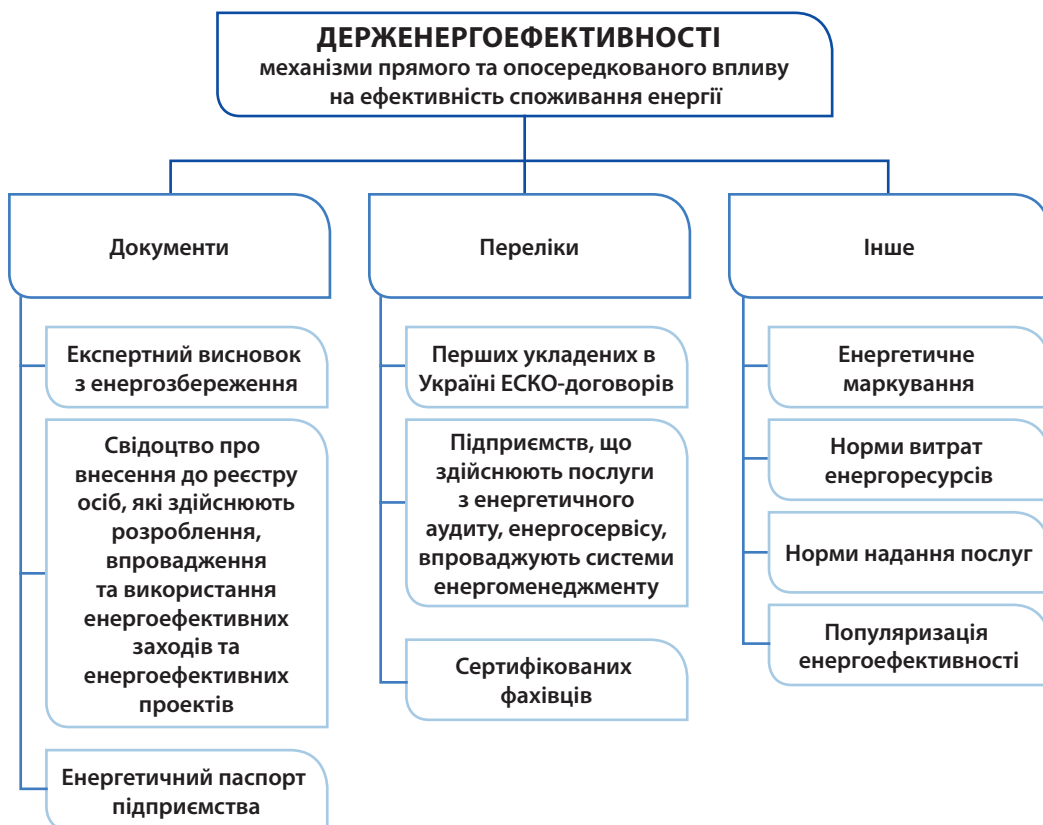 ДЕРЖЕНЕРГОЕФЕКТИВНОСТІ
механізми прямого та опосередкованого впливу
на ефективність споживання енергії
Документи
Експертний висновок
з енергозбереження
Свідоцтво про
внесення до реєстру
осіб, які здійснюють
розроблення,
впровадження
та використання
енергоефективних
заходів та
енергоефективних
проектів
Енергетичний паспорт
підприємства
Переліки
Перших укладених в
Україні ЕСКО-договорів
Підприємств, що
здійснюють послуги
з енергетичного
аудиту, енергосервісу,
впроваджують системи
енергоменеджменту
Сертифікованих
фахівців
Інше
Енергетичне
маркування
Норми витрат
енергоресурсів
Норми надання послуг
Популяризація
енергоефективності